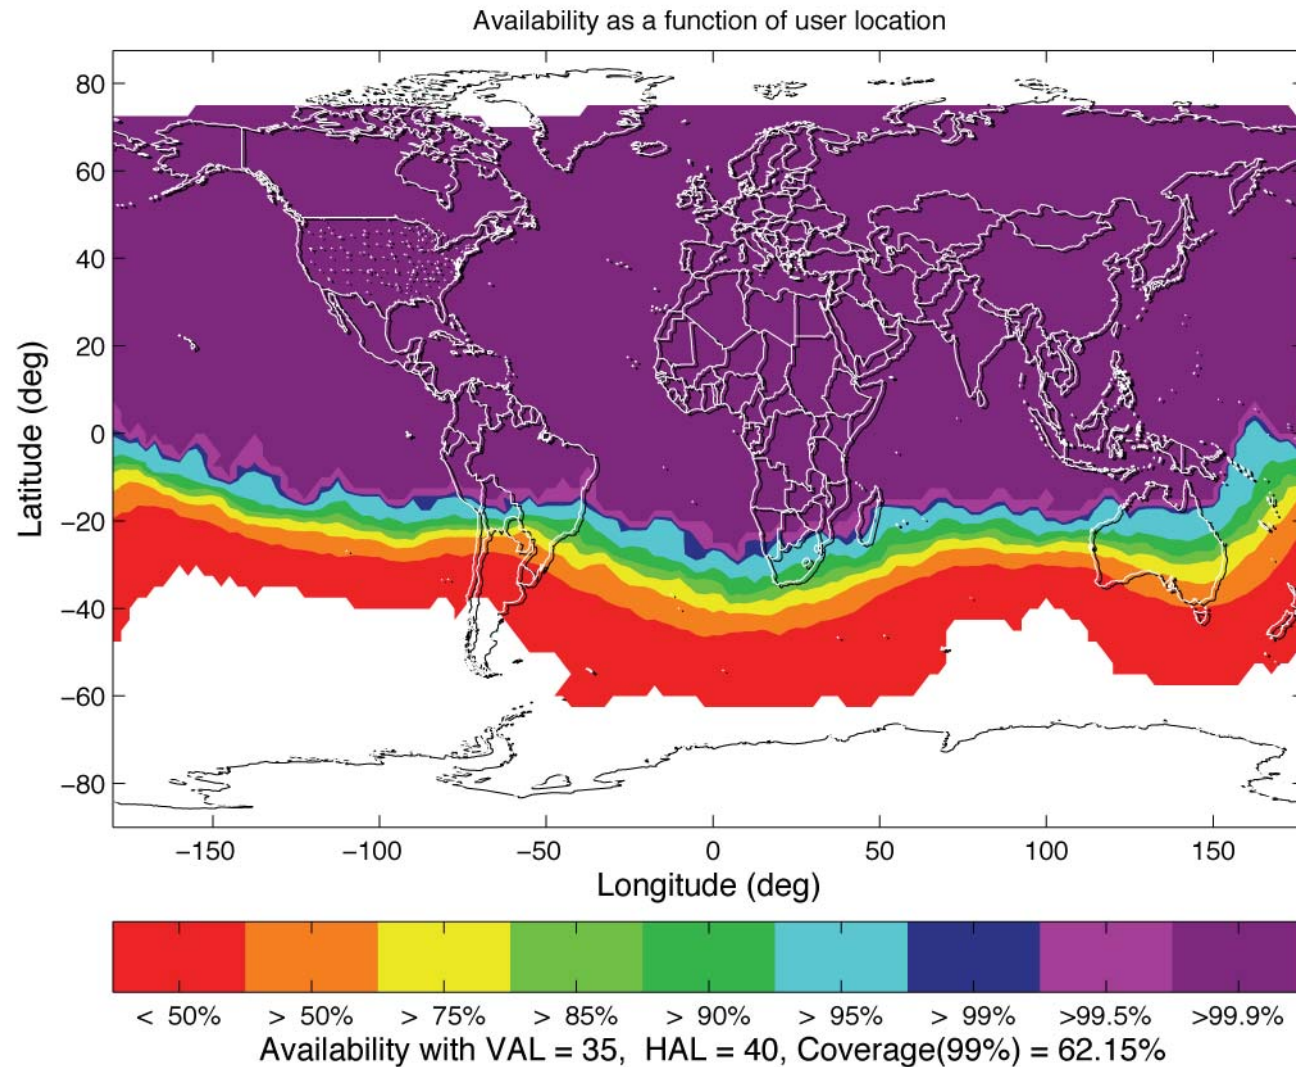 Availability as a function of user location
80
60
40
20
0
−20
−40
−60
−80
Latitude (deg)
−150 −100 −50 0 50 100 150
Longitude (deg)
< 50% > 50% > 75% > 85% > 90% > 95% > 99% >99.5% >99.9%
Availability with VAL = 35, HAL = 40, Coverage(99%) = 62.15%